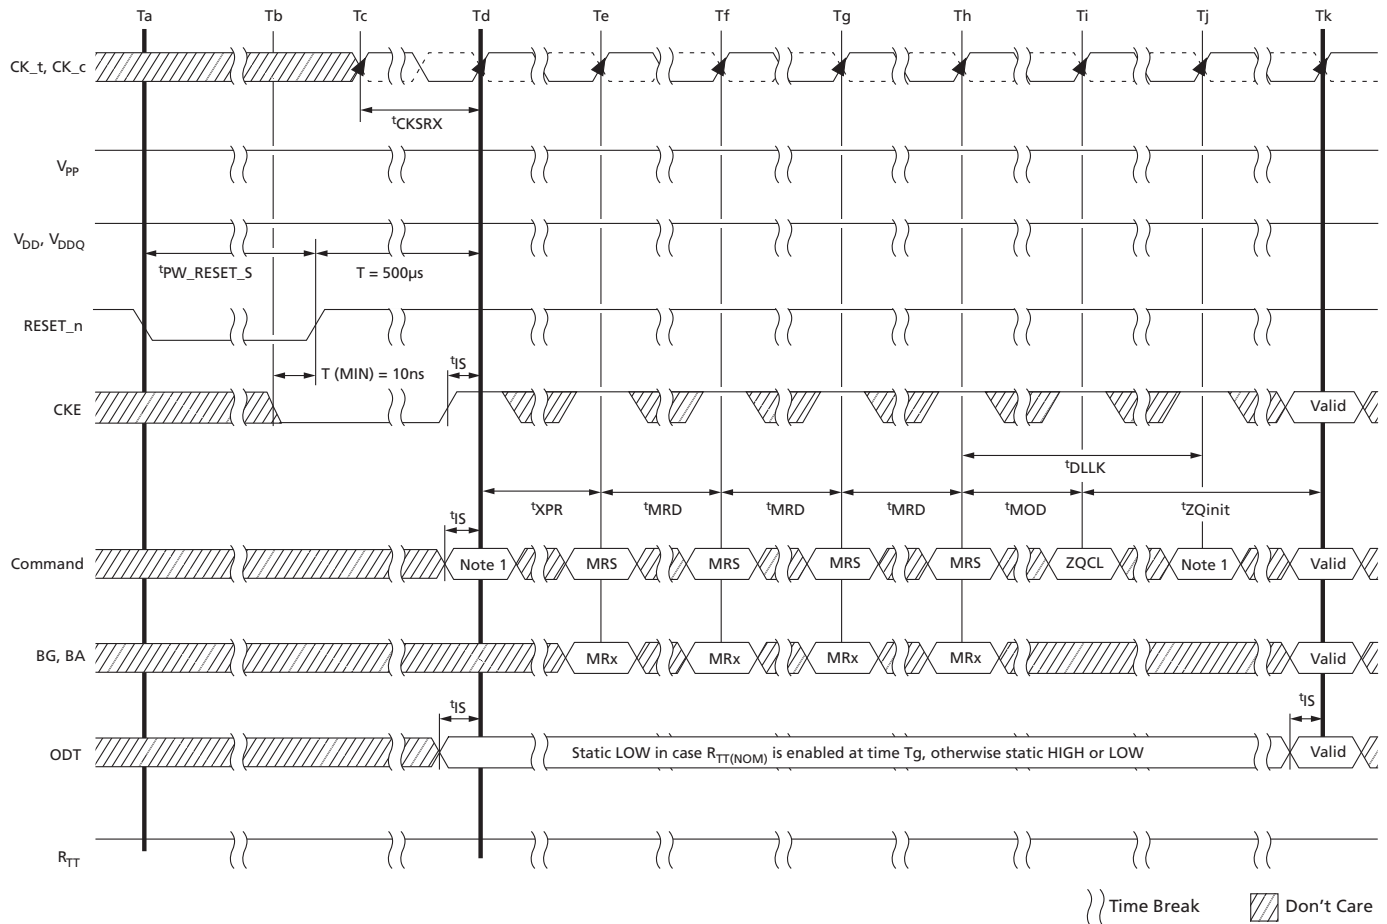 Ta Tb Tc Td Te Tf Tg Th Ti Tj Tk
CK_t, CK_c
tCKSRX
VPP
VDD, VDDQ
tPW_RESET_S T = 500µs
RESET_n
T (MIN) = 10ns tIS
CKE Valid
tDLLK
tXPR tMRD tMRD tMRD tMOD tZQinit
tIS
Command Note 1 MRS MRS MRS MRS ZQCL Note 1 Valid
BG, BA MRx MRx MRx MRx Valid
tIS tIS
ODT Static LOW in case RTT(NOM) is enabled at time Tg, otherwise static HIGH or LOW Valid
RTT
Time Break Don't Care